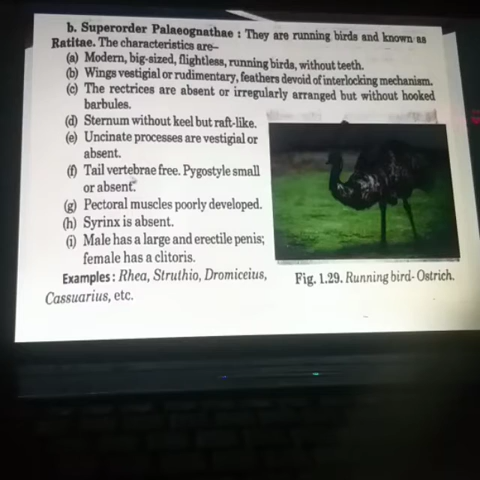 b. Superorder Palaeognathae : They are running birds and known as
Ratitae. The characteristics are–
(a) Modern, big-sized, flightless, running birds, without teeth.
(b) Wings vestigial or rudimentary, feathers devoid of interlocking mechanism.
(c) The rectrices are absent or irregularly arranged but without hooked
barbules.
(d) Sternum without keel but raft-like.
(e) Uncinate processes are vestigial or
absent.
(f) Tail vertebrae free. Pygostyle small
or absent.
(g) Pectoral muscles poorly developed.
(h) Syrinx is absent.
(i) Male has a large and erectile penis;
female has a clitoris.
Examples : Rhea, Struthio, Dromiceius,
Cassuarius, etc.
Fig. 1.29. Running bird- Ostrich.